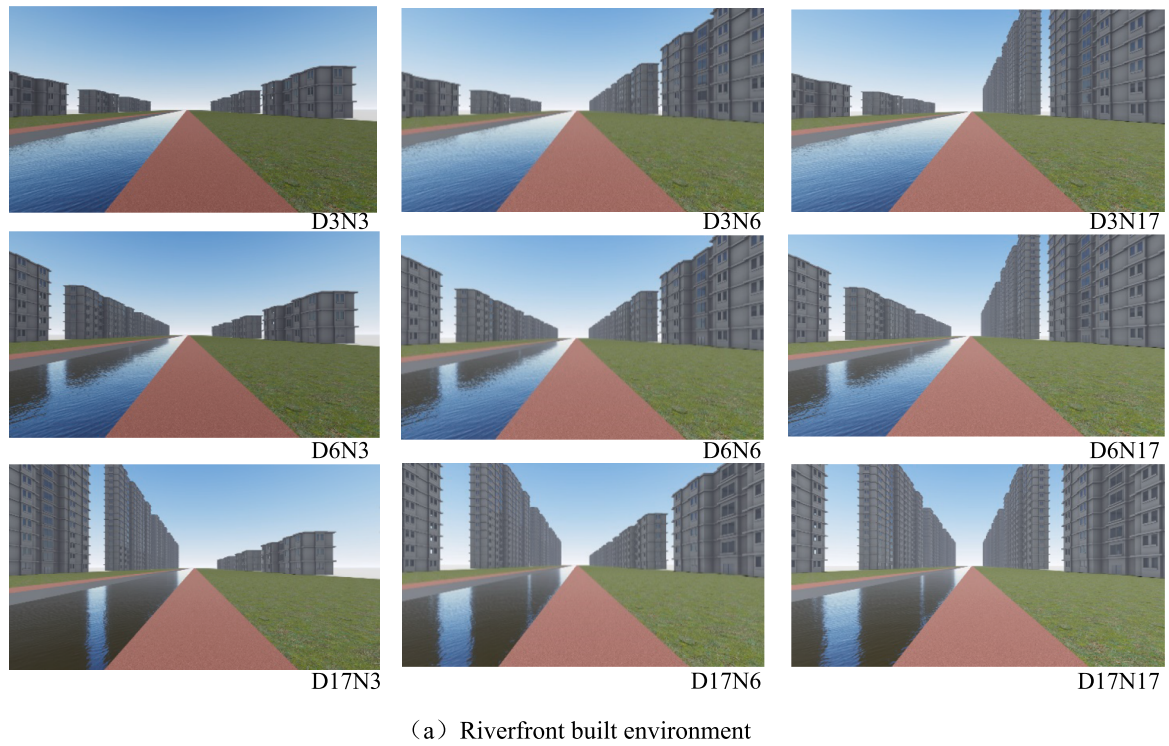 D3N3
D3N6
D3N17
D6N3
D6N6
D6N17
D17N3
D17N6
D17N17
（a）Riverfront built environment